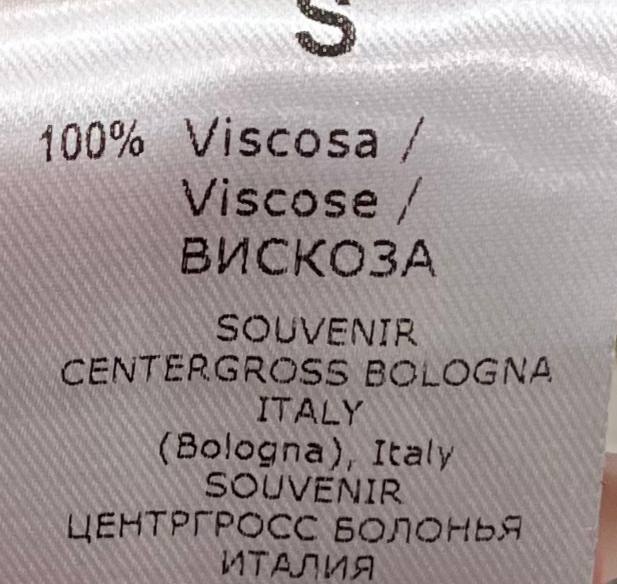 S
100% Viscosa /
Viscose /
ВИСКОЗА
SOUVENIR
CENTERGROSS BOLOGNA
ITALY
(Bologna), Italy
SOUVENIR
ЦЕНТРГРОСС БОЛОНЬЯ
ИТАЛИЯ